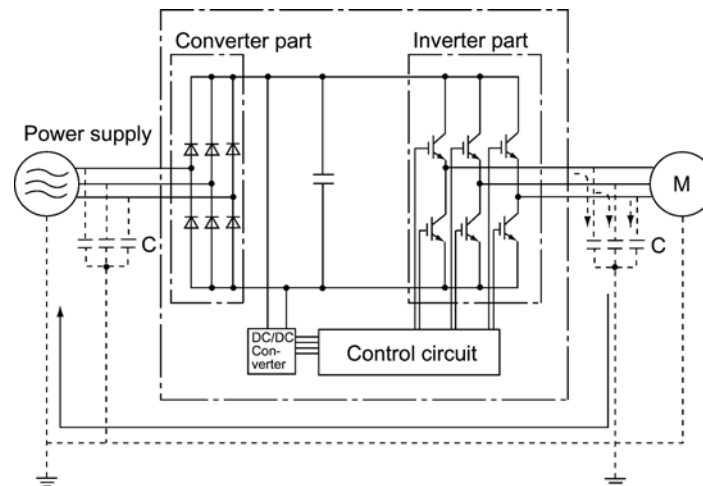 Converter part
Inverter part
Power supply
M
C
C
DC/DC
Con-
verter
Control circuit